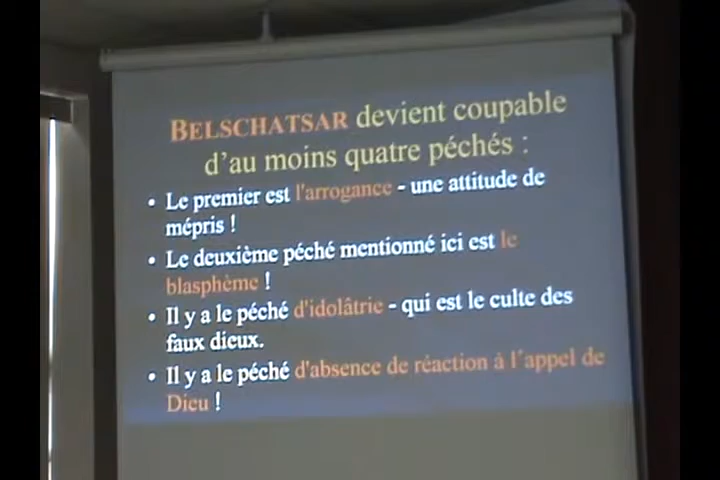 BELSCHATSAR devient coupable
d'au moins quatre péchés :
• Le premier est l'arrogance - une attitude de
mépris !
• Le deuxième péché mentionné ici est le
blasphème !
• Il y a le péché d'idolâtrie - qui est le culte des
faux dieux.
• Il y a le péché d'absence de réaction à l'appel de
Dieu !